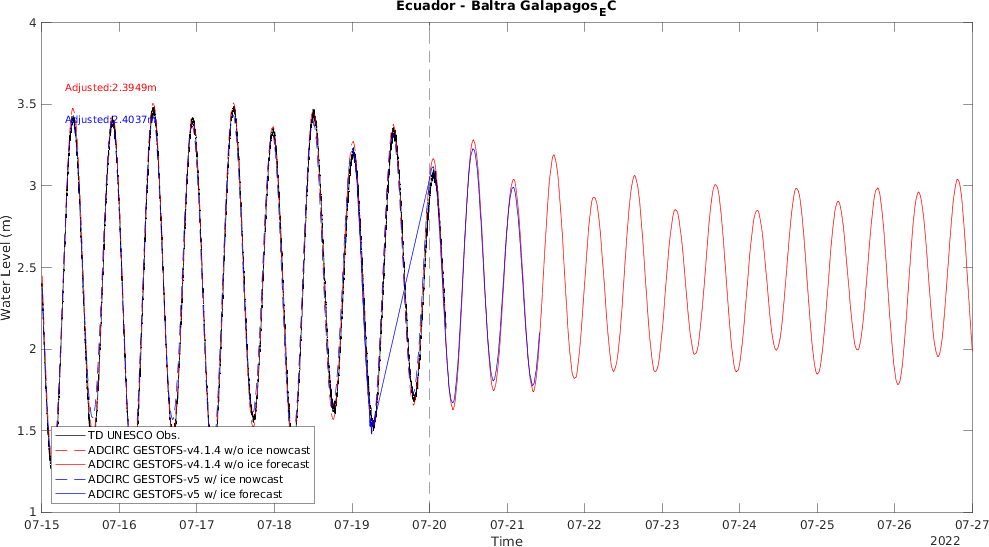 Ecuador - Baltra Galapagos_EC
4
Adjusted:2.3949m
3.5
Adjusted:2.4037m
3
Water Level (m)
2.5
2
1.5
TD UNESCO Obs.
ADCIRC GESTOFS-v4.1.4 w/o ice nowcast
ADCIRC GESTOFS-v4.1.4 w/o ice forecast
ADCIRC GESTOFS-v5 w/ ice nowcast
ADCIRC GESTOFS-v5 w/ ice forecast
1
07-15 07-16 07-17 07-18 07-19 07-20 07-21 07-22 07-23 07-24 07-25 07-26 07-27
Time
2022